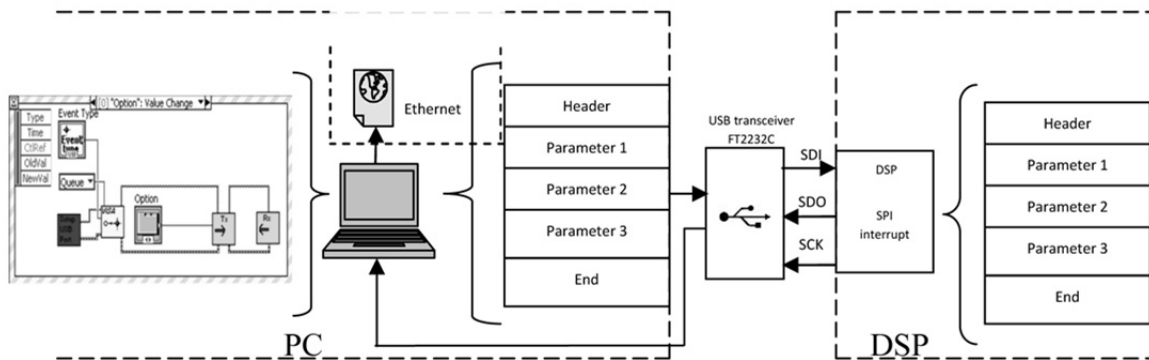 [0] "Option": Value Change
Type
Time
CtlRef
OldVal
NewVal
Event Type
Queue
Option
Tx
Rx
Ethernet
Header
Parameter 1
Parameter 2
Parameter 3
End
PC
USB transceiver
FT2232C
SDI
SDO
SCK
DSP
SPI
interrupt
Header
Parameter 1
Parameter 2
Parameter 3
End
DSP